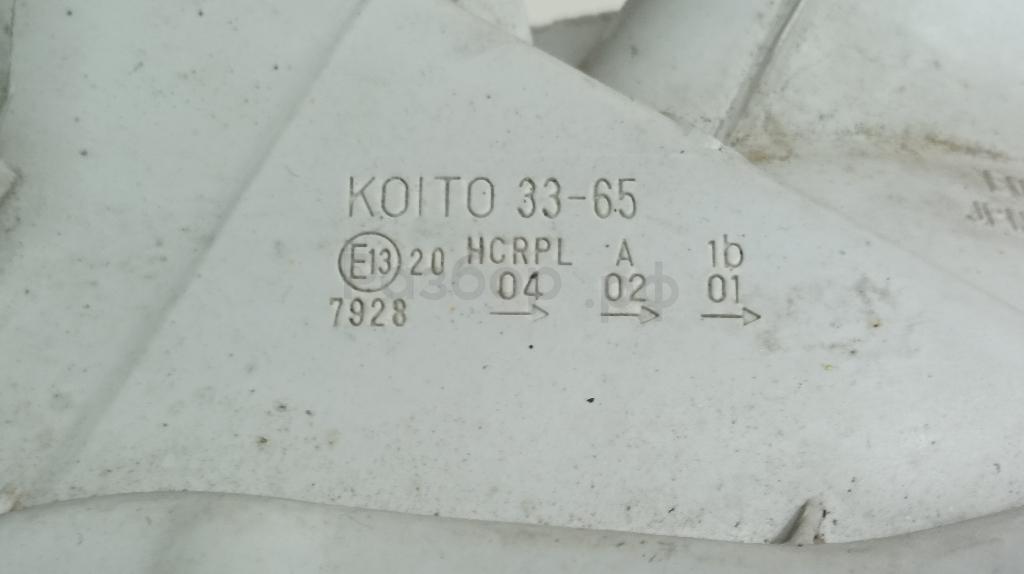 KOITO 33-65
E13 20 HCRPL A 1b
04 02 01
7928 → → →